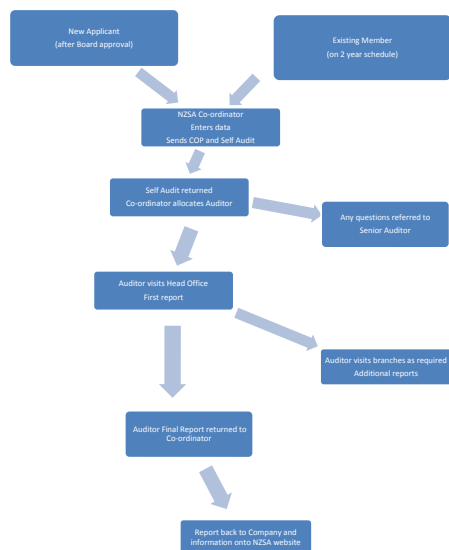 New Applicant
(after Board approval)
Existing Member
(on 2 year schedule)
NZSA Co-ordinator
Enters data
Sends COP and Self Audit
Self Audit returned
Co-ordinator allocates Auditor
Any questions referred to
Senior Auditor
Auditor visits Head Office
First report
Auditor visits branches as required
Additional reports
Auditor Final Report returned to
Co-ordinator
Report back to Company and
information onto NZSA website